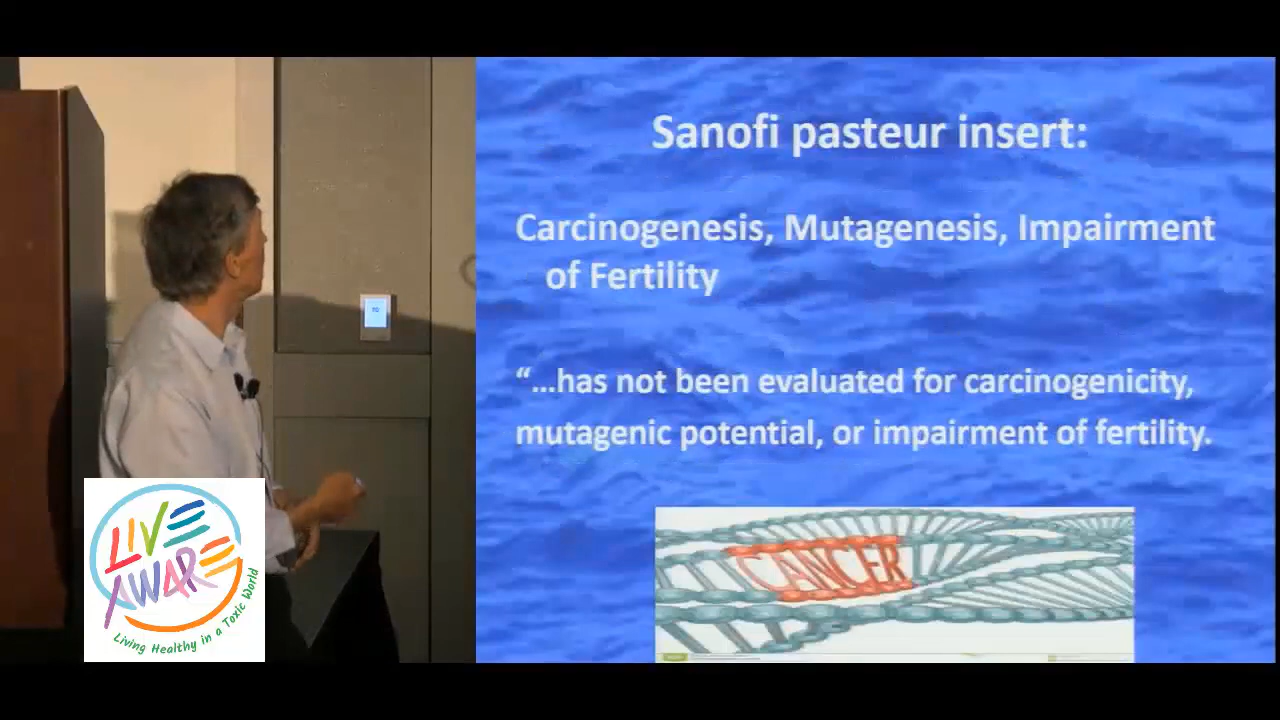 Sanofi pasteur insert:
Carcinogenesis, Mutagenesis, Impairment
of Fertility
“...has not been evaluated for carcinogenicity,
mutagenic potential, or impairment of fertility.
CANCER
LIVE
AWARE
Living Healthy in a Toxic World